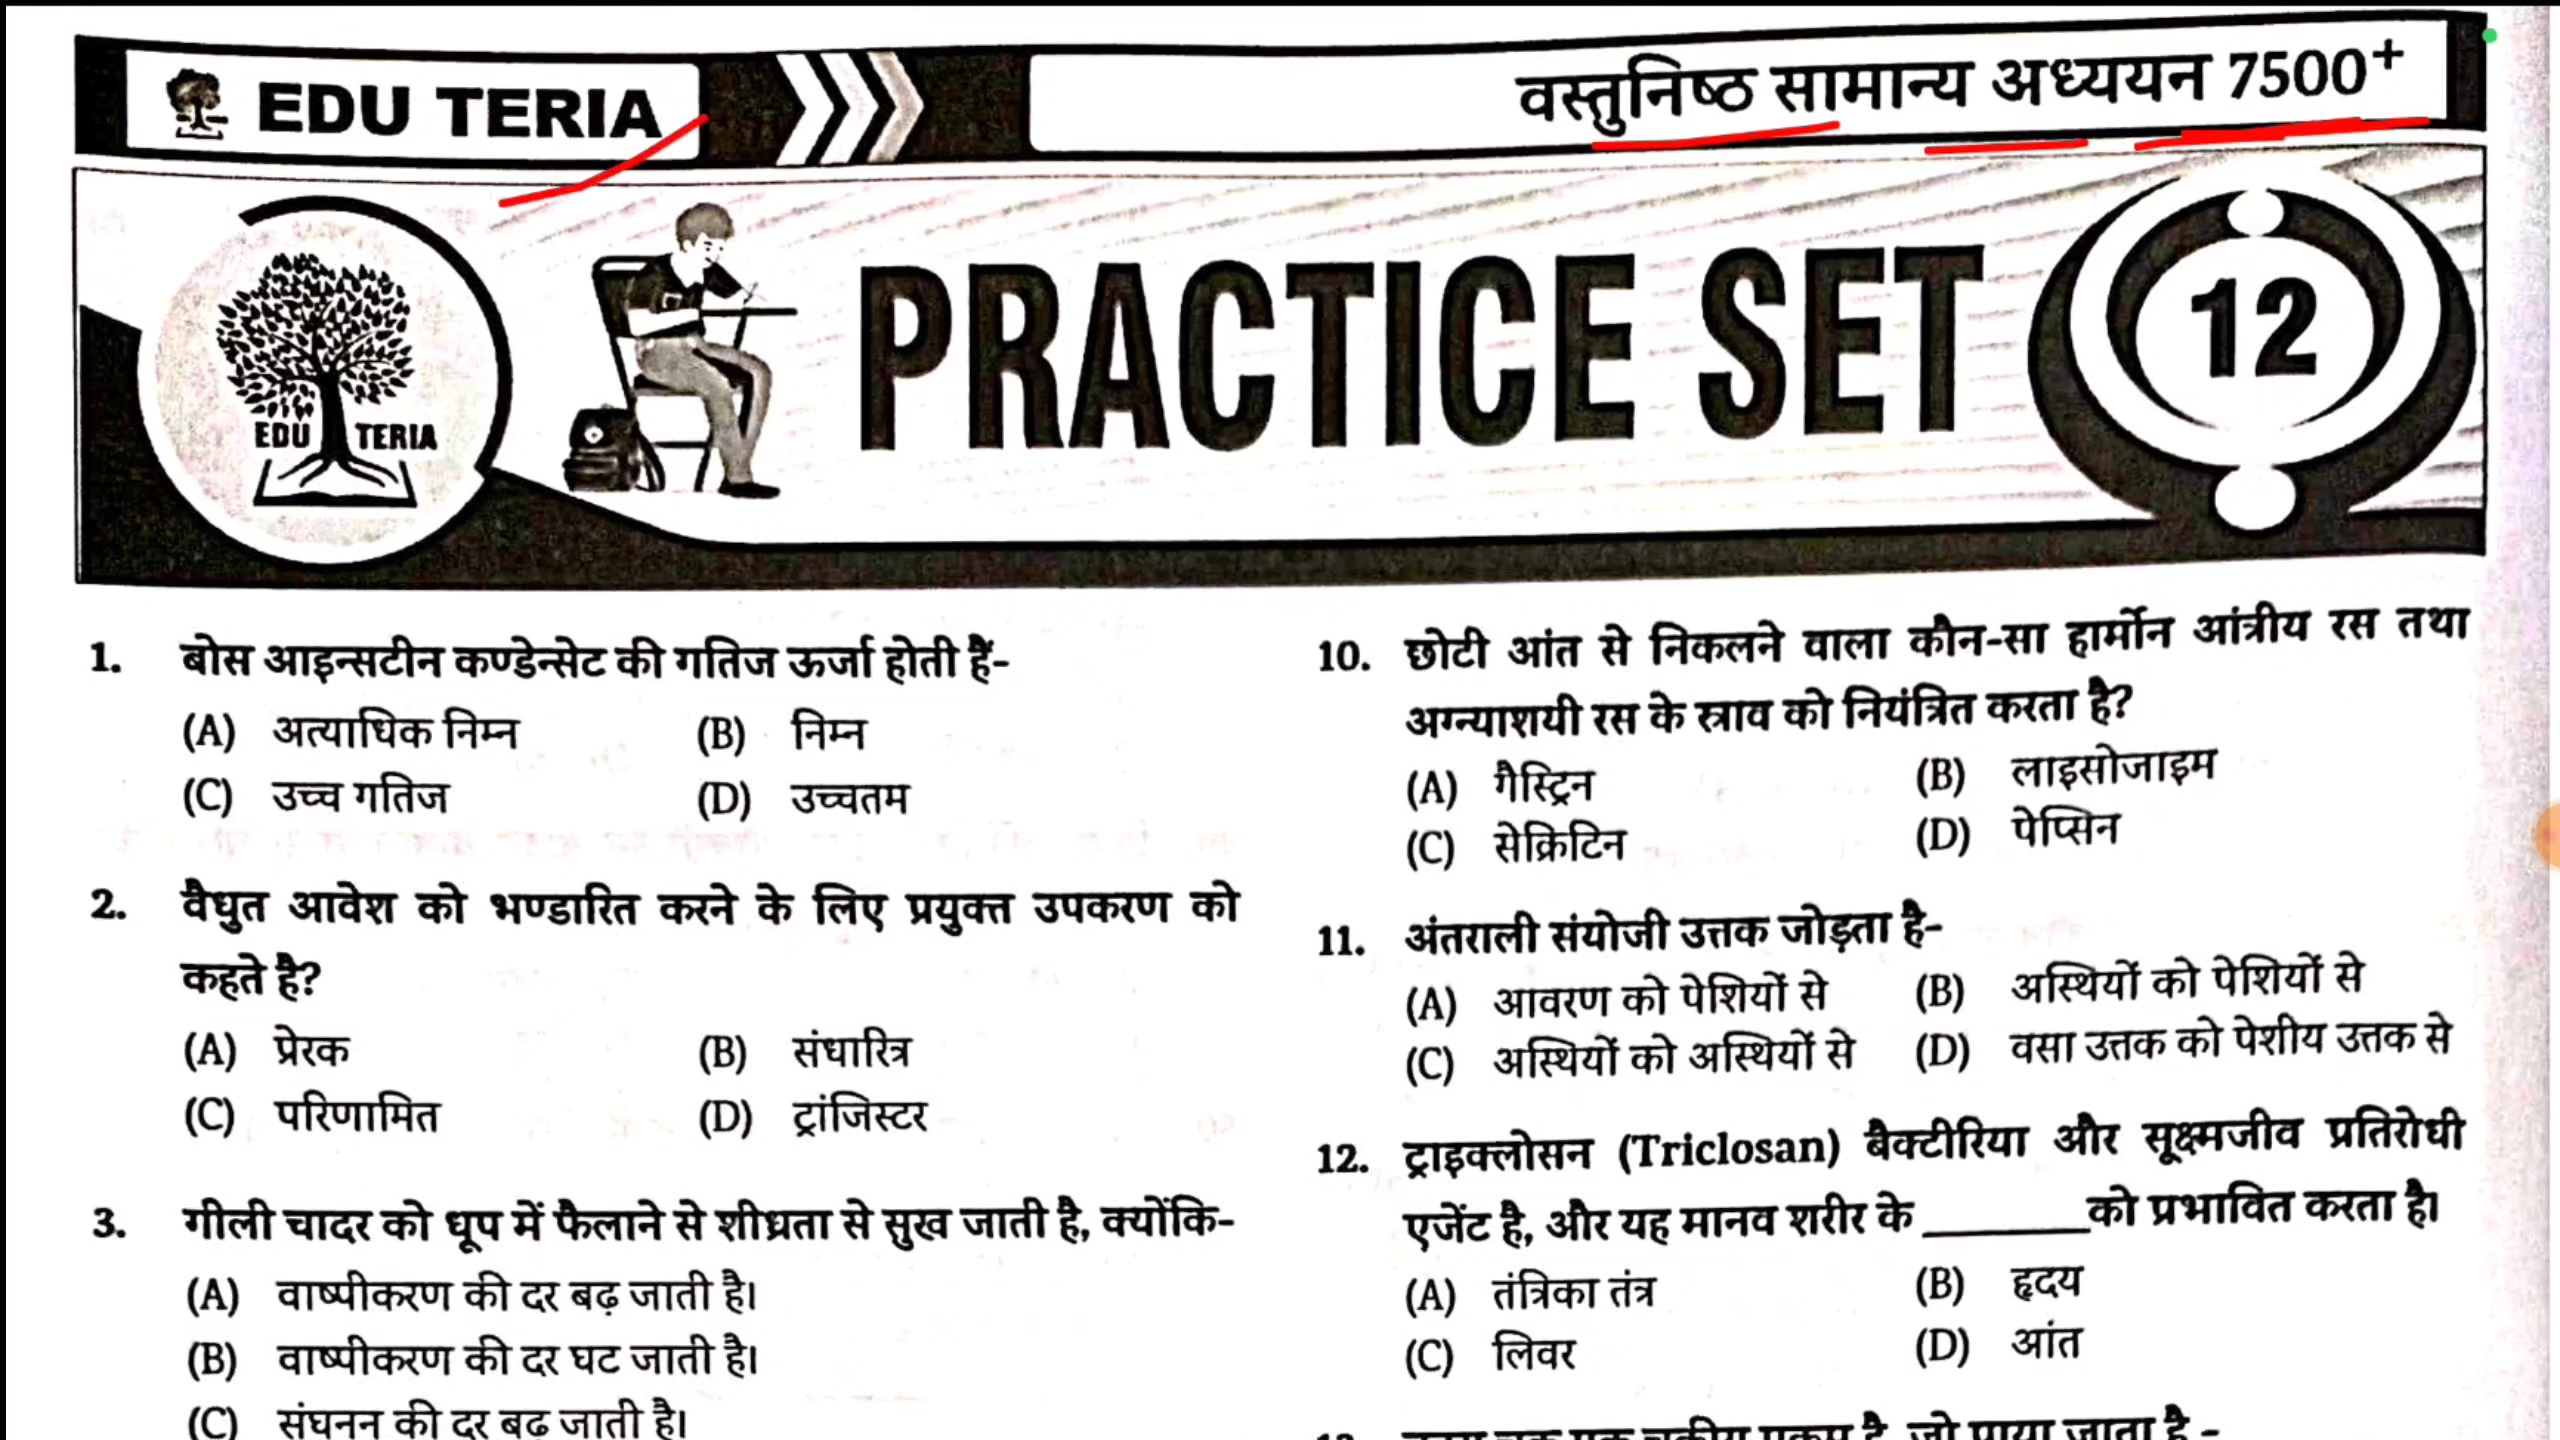 EDU TERIA
वस्तुनिष्ठ सामान्य अध्ययन 7500+
EDU TERIA
PRACTICE SET
12
1. बोस आइन्सटीन कण्डेन्सेट की गतिज ऊर्जा होती हैं-
(A) अत्याधिक निम्न (B) निम्न
(C) उच्च गतिज (D) उच्चतम
2. वैधुत आवेश को भण्डारित करने के लिए प्रयुक्त उपकरण को
कहते है?
(A) प्रेरक (B) संधारित्र
(C) परिणामित (D) ट्रांजिस्टर
3. गीली चादर को धूप में फैलाने से शीघ्रता से सुख जाती है, क्योंकि-
(A) वाष्पीकरण की दर बढ़ जाती है।
(B) वाष्पीकरण की दर घट जाती है।
(C) संघनन की दर बढ़ जाती है।
10. छोटी आंत से निकलने वाला कौन-सा हार्मोन आंत्रीय रस तथा
अग्न्याशयी रस के स्राव को नियंत्रित करता है?
(A) गैस्ट्रिन (B) लाइसोजाइम
(C) सेक्रिटिन (D) पेप्सिन
11. अंतराली संयोजी उत्तक जोड़ता है-
(A) आवरण को पेशियों से (B) अस्थियों को पेशियों से
(C) अस्थियों को अस्थियों से (D) वसा उत्तक को पेशीय उत्तक से
12. ट्राइक्लोसन (Triclosan) बैक्टीरिया और सूक्ष्मजीव प्रतिरोधी
एजेंट है, और यह मानव शरीर के ______को प्रभावित करता है।
(A) तंत्रिका तंत्र (B) हृदय
(C) लिवर (D) आंत